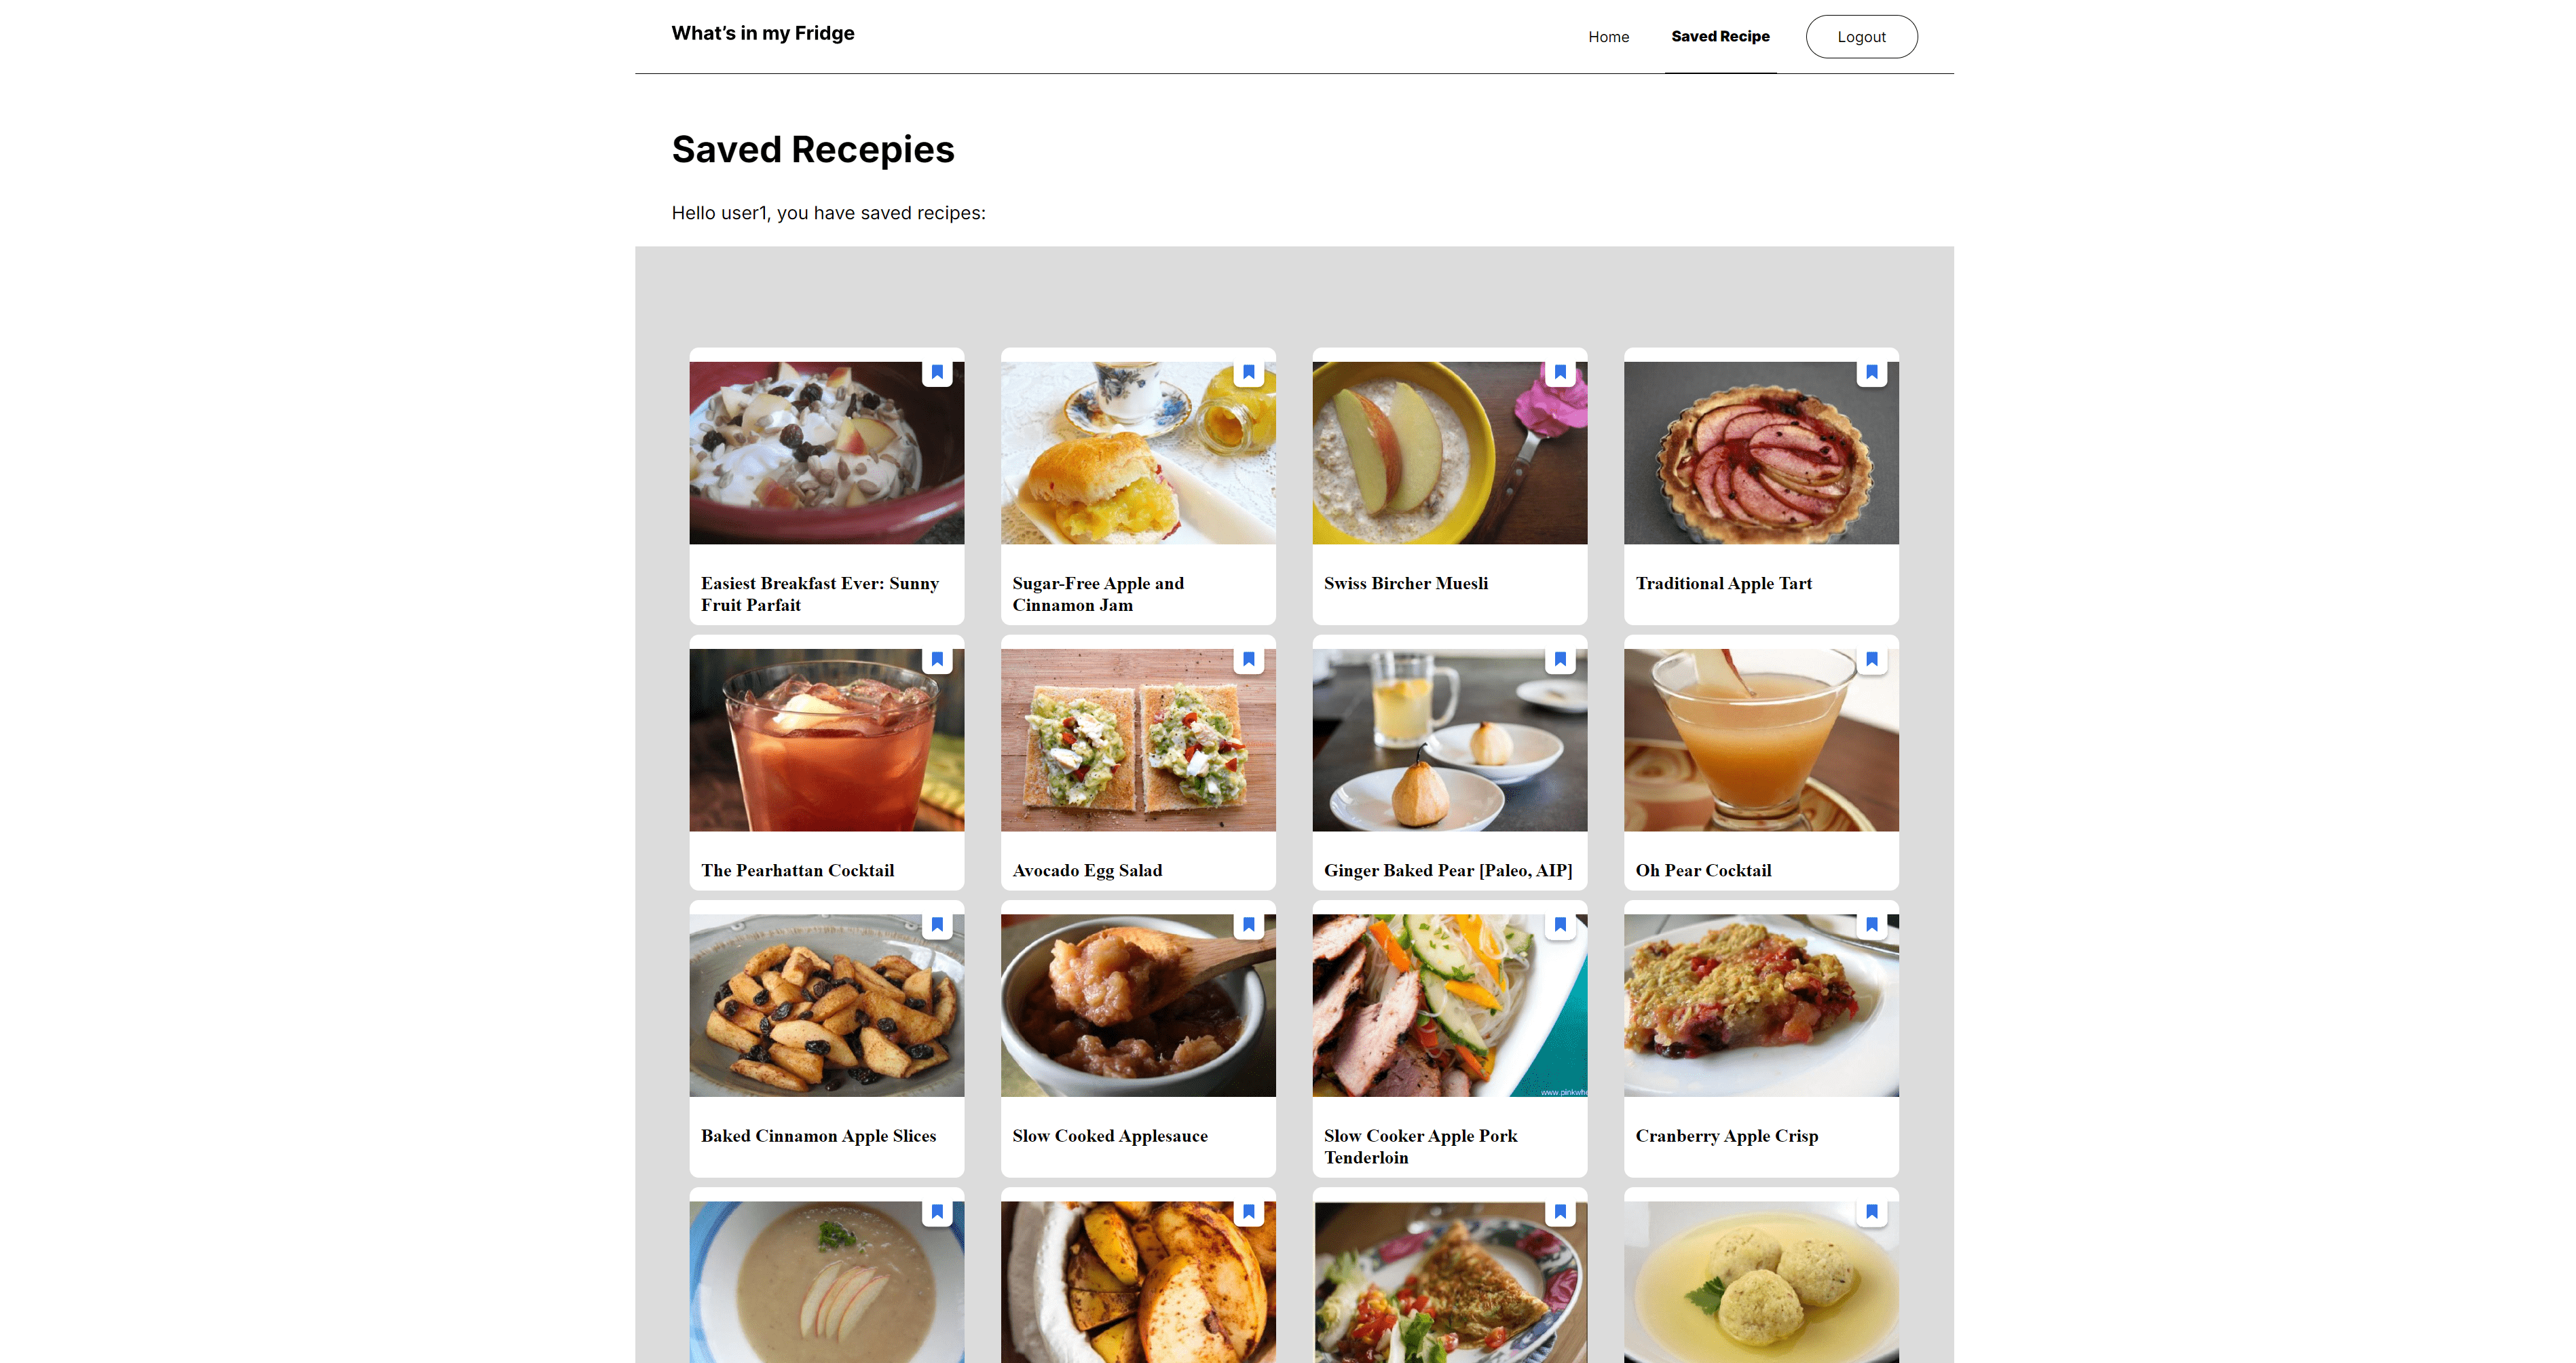 What's in my Fridge
Home
Saved Recipe
Logout
Saved Recepies
Hello user1, you have saved recipes:
Easiest Breakfast Ever: Sunny
Fruit Parfait
Sugar-Free Apple and
Cinnamon Jam
Swiss Bircher Muesli
Traditional Apple Tart
The Pearhattan Cocktail
Avocado Egg Salad
Ginger Baked Pear [Paleo, AIP]
Oh Pear Cocktail
www.pinkwhe
Baked Cinnamon Apple Slices
Slow Cooked Applesauce
Slow Cooker Apple Pork
Tenderloin
Cranberry Apple Crisp